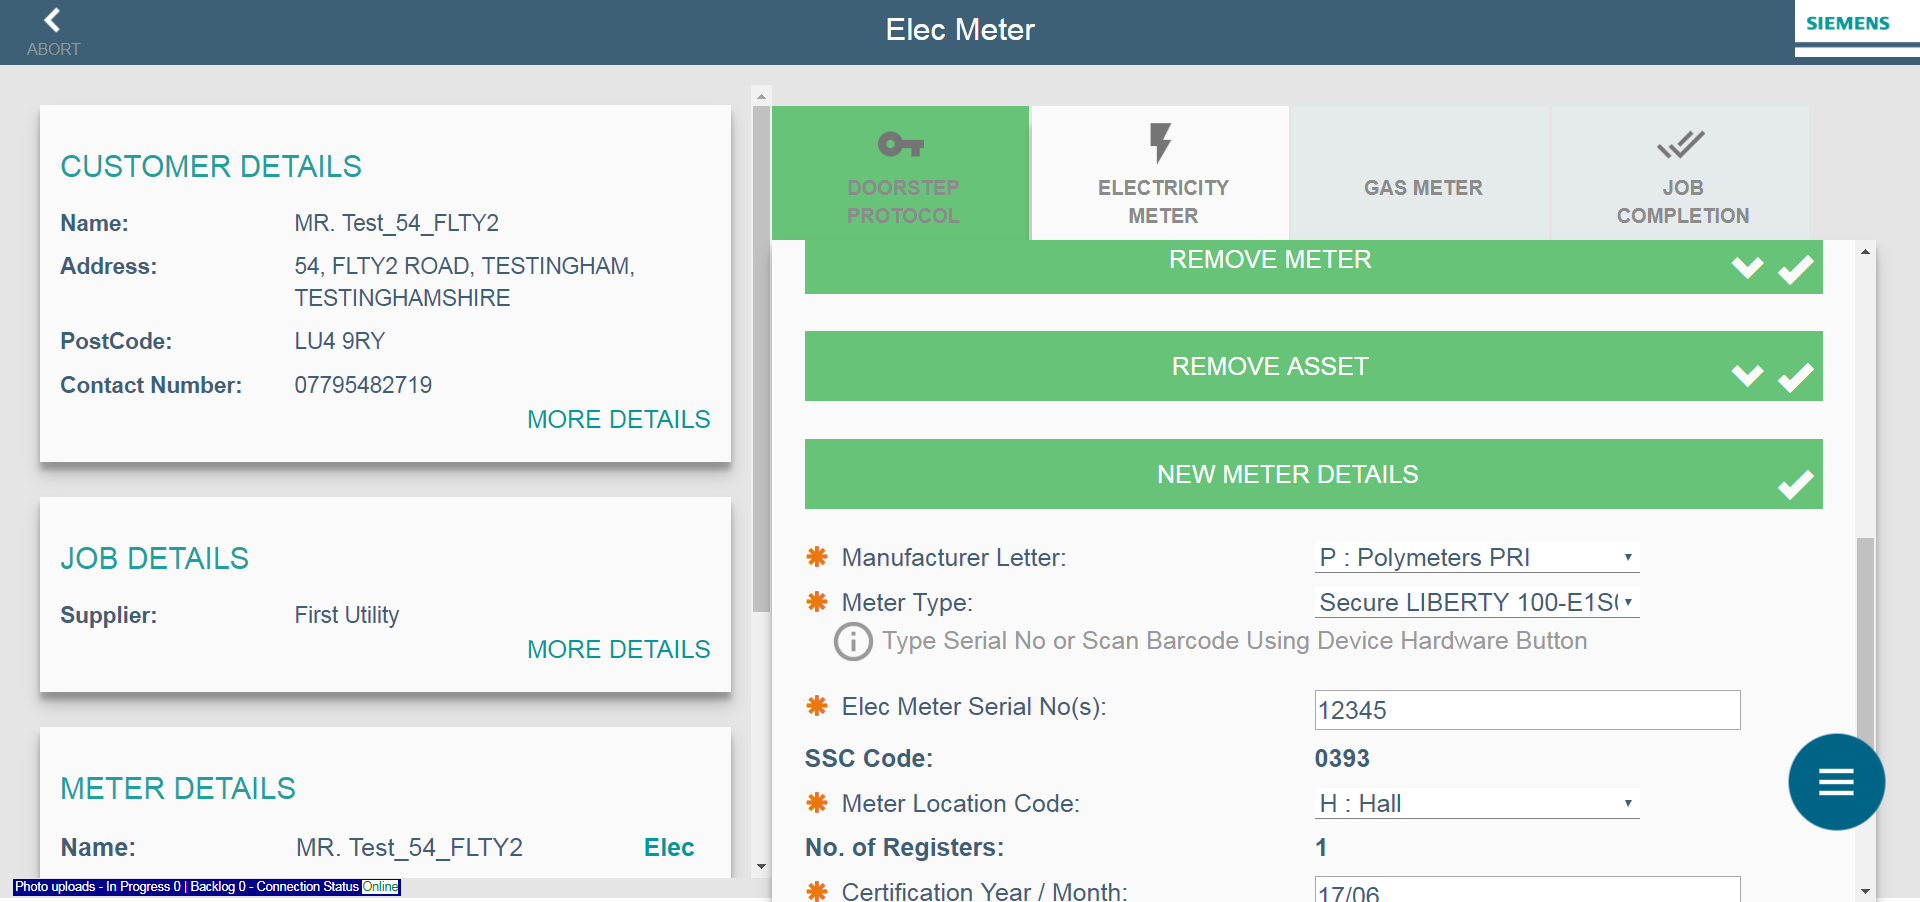 ABORT
Elec Meter
SIEMENS
CUSTOMER DETAILS
Name: MR. Test_54_FLTY2
Address: 54, FLTY2 ROAD, TESTINGHAM,
TESTINGHAMSHIRE
PostCode: LU4 9RY
Contact Number: 07795482719
MORE DETAILS
JOB DETAILS
Supplier: First Utility
MORE DETAILS
METER DETAILS
Name: MR. Test_54_FLTY2 Elec
Photo uploads - In Progress 0 | Backlog 0 - Connection Status Online
DOORSTEP
PROTOCOL
ELECTRICITY
METER
GAS METER
JOB
COMPLETION
REMOVE METER
REMOVE ASSET
NEW METER DETAILS
Manufacturer Letter: P : Polymeters PRI
Meter Type: Secure LIBERTY 100-E1S
Type Serial No or Scan Barcode Using Device Hardware Button
Elec Meter Serial No(s): 12345
SSC Code: 0393
Meter Location Code: H : Hall
No. of Registers: 1
Certification Year / Month: 17/06